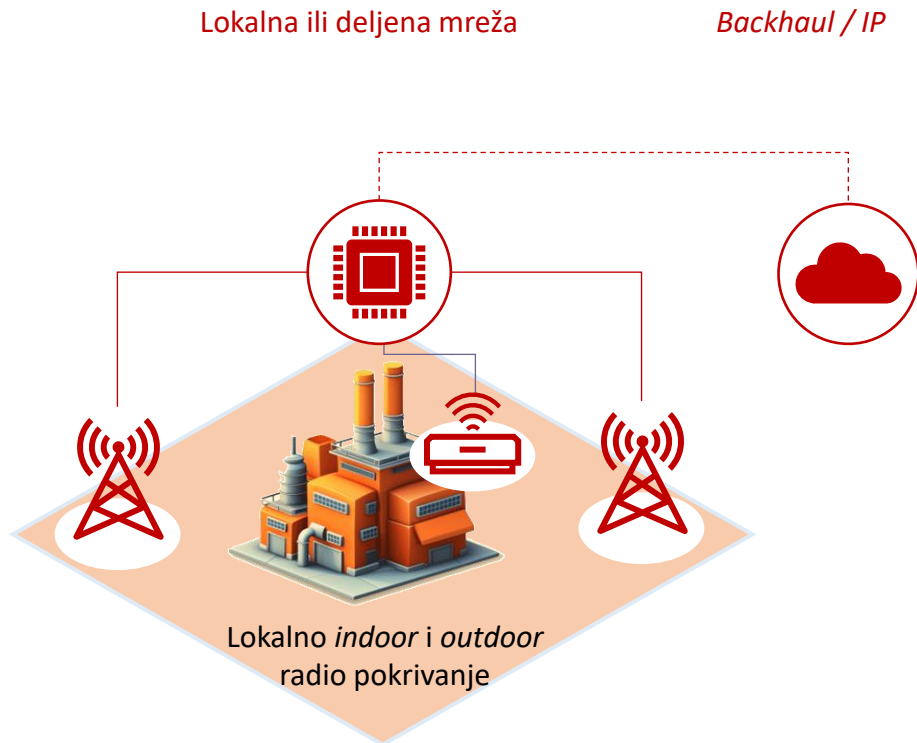 Lokalna ili deljena mreža
Backhaul / IP
Lokalno indoor i outdoor
radio pokrivanje